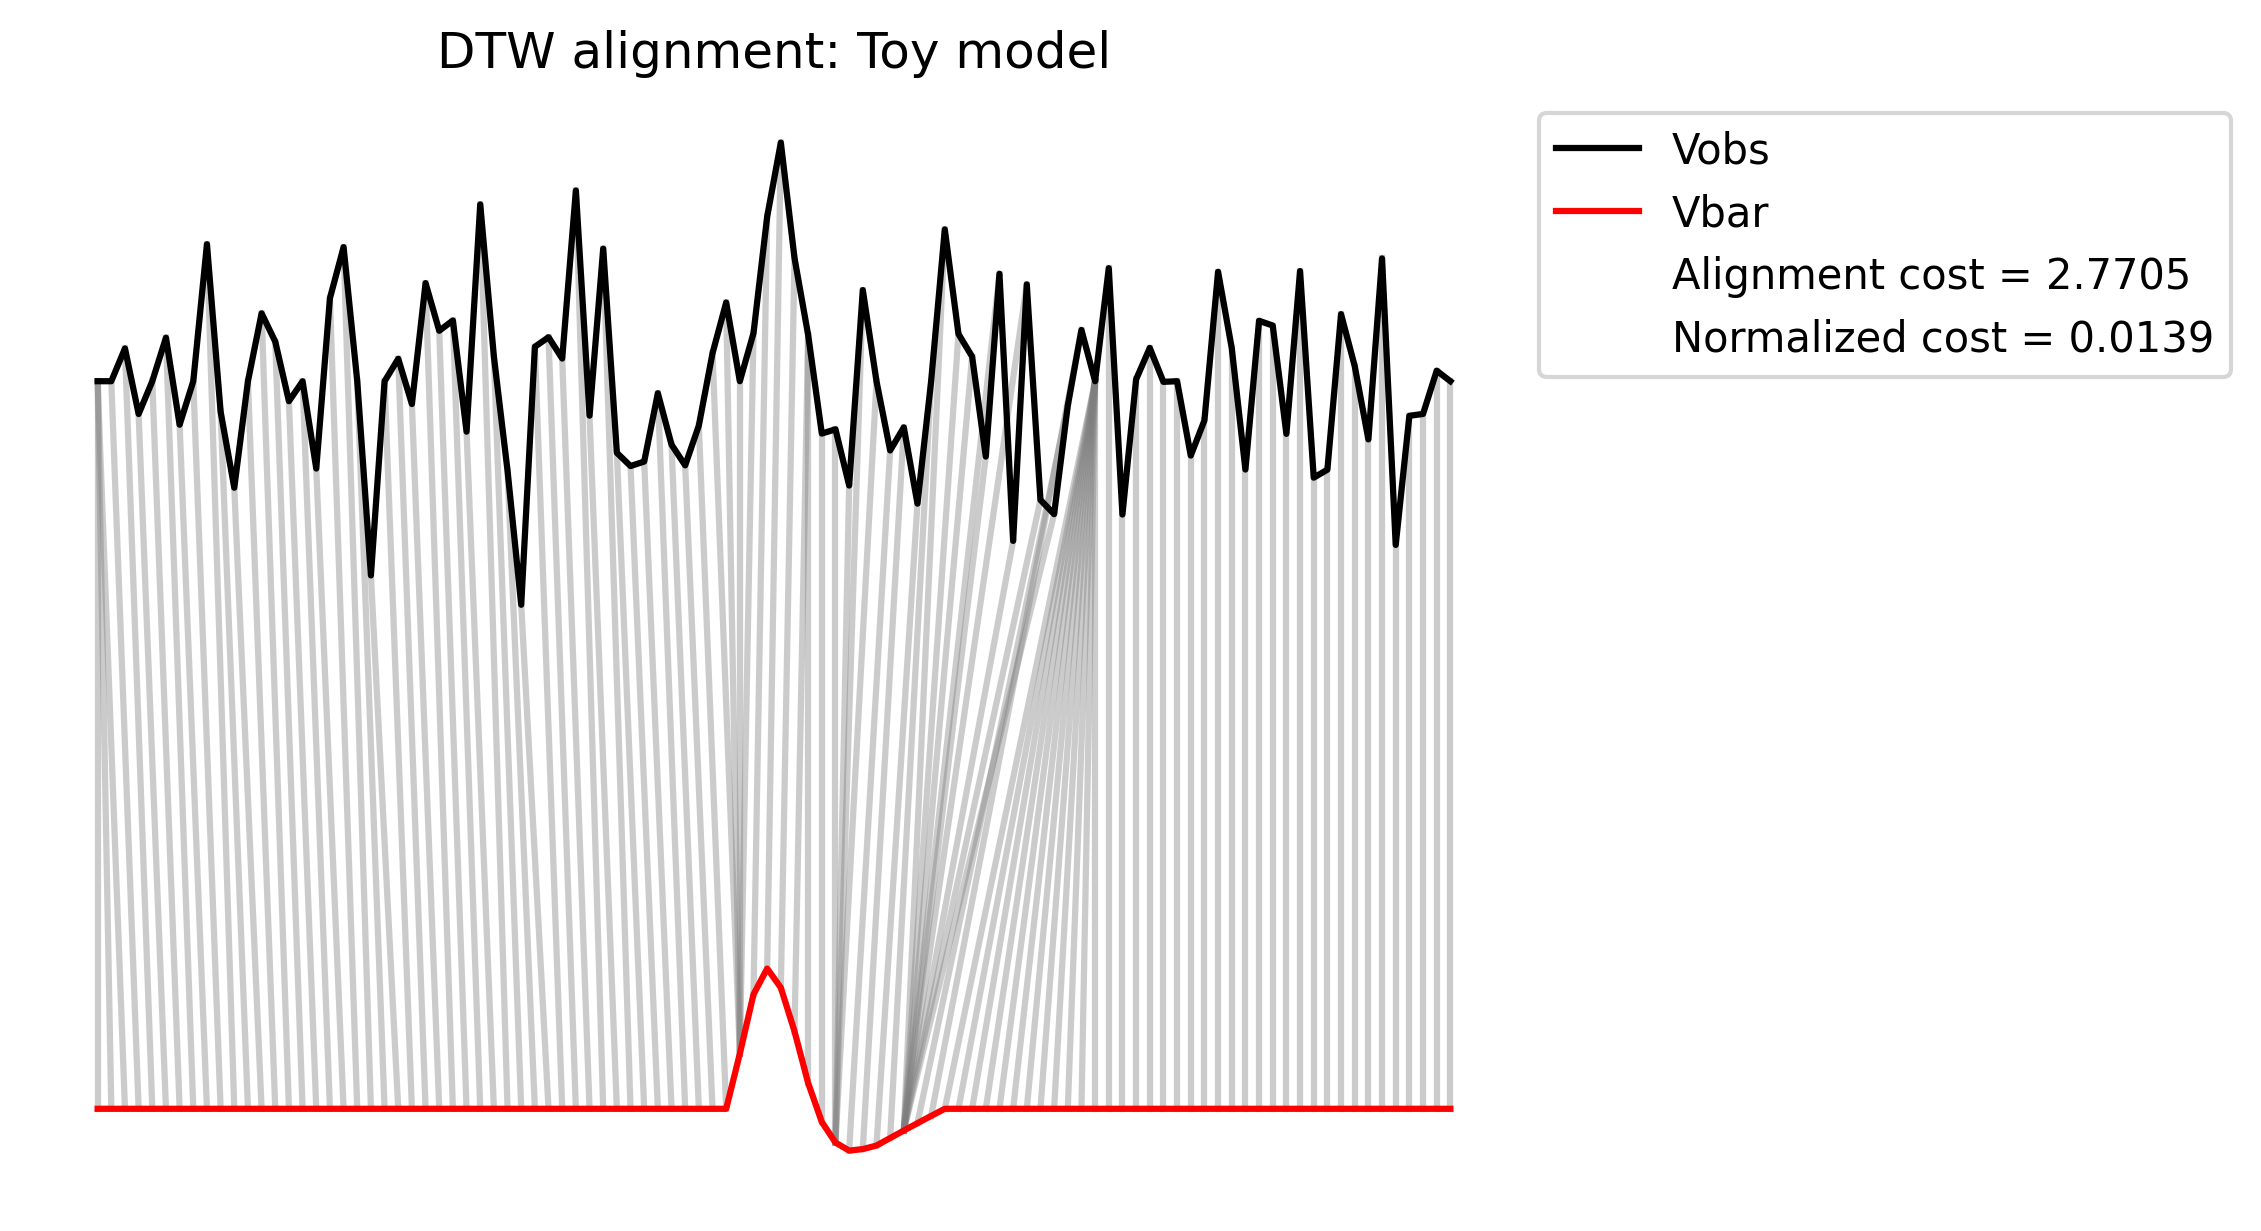 DTW alignment: Toy model
Vobs
Vbar
Alignment cost = 2.7705
Normalized cost = 0.0139